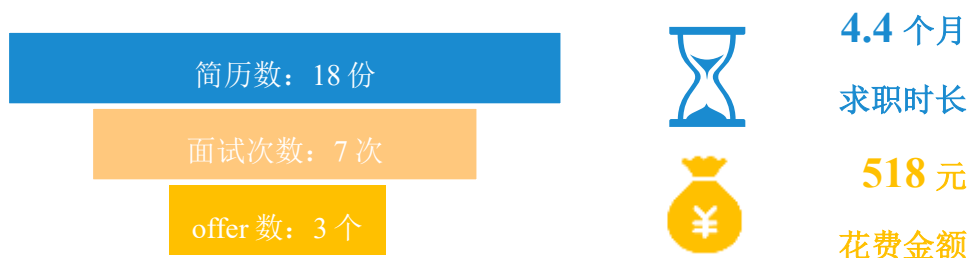 简历数：18 份
面试次数：7 次
offer 数：3 个
4.4 个月
求职时长
¥
518 元
花费金额